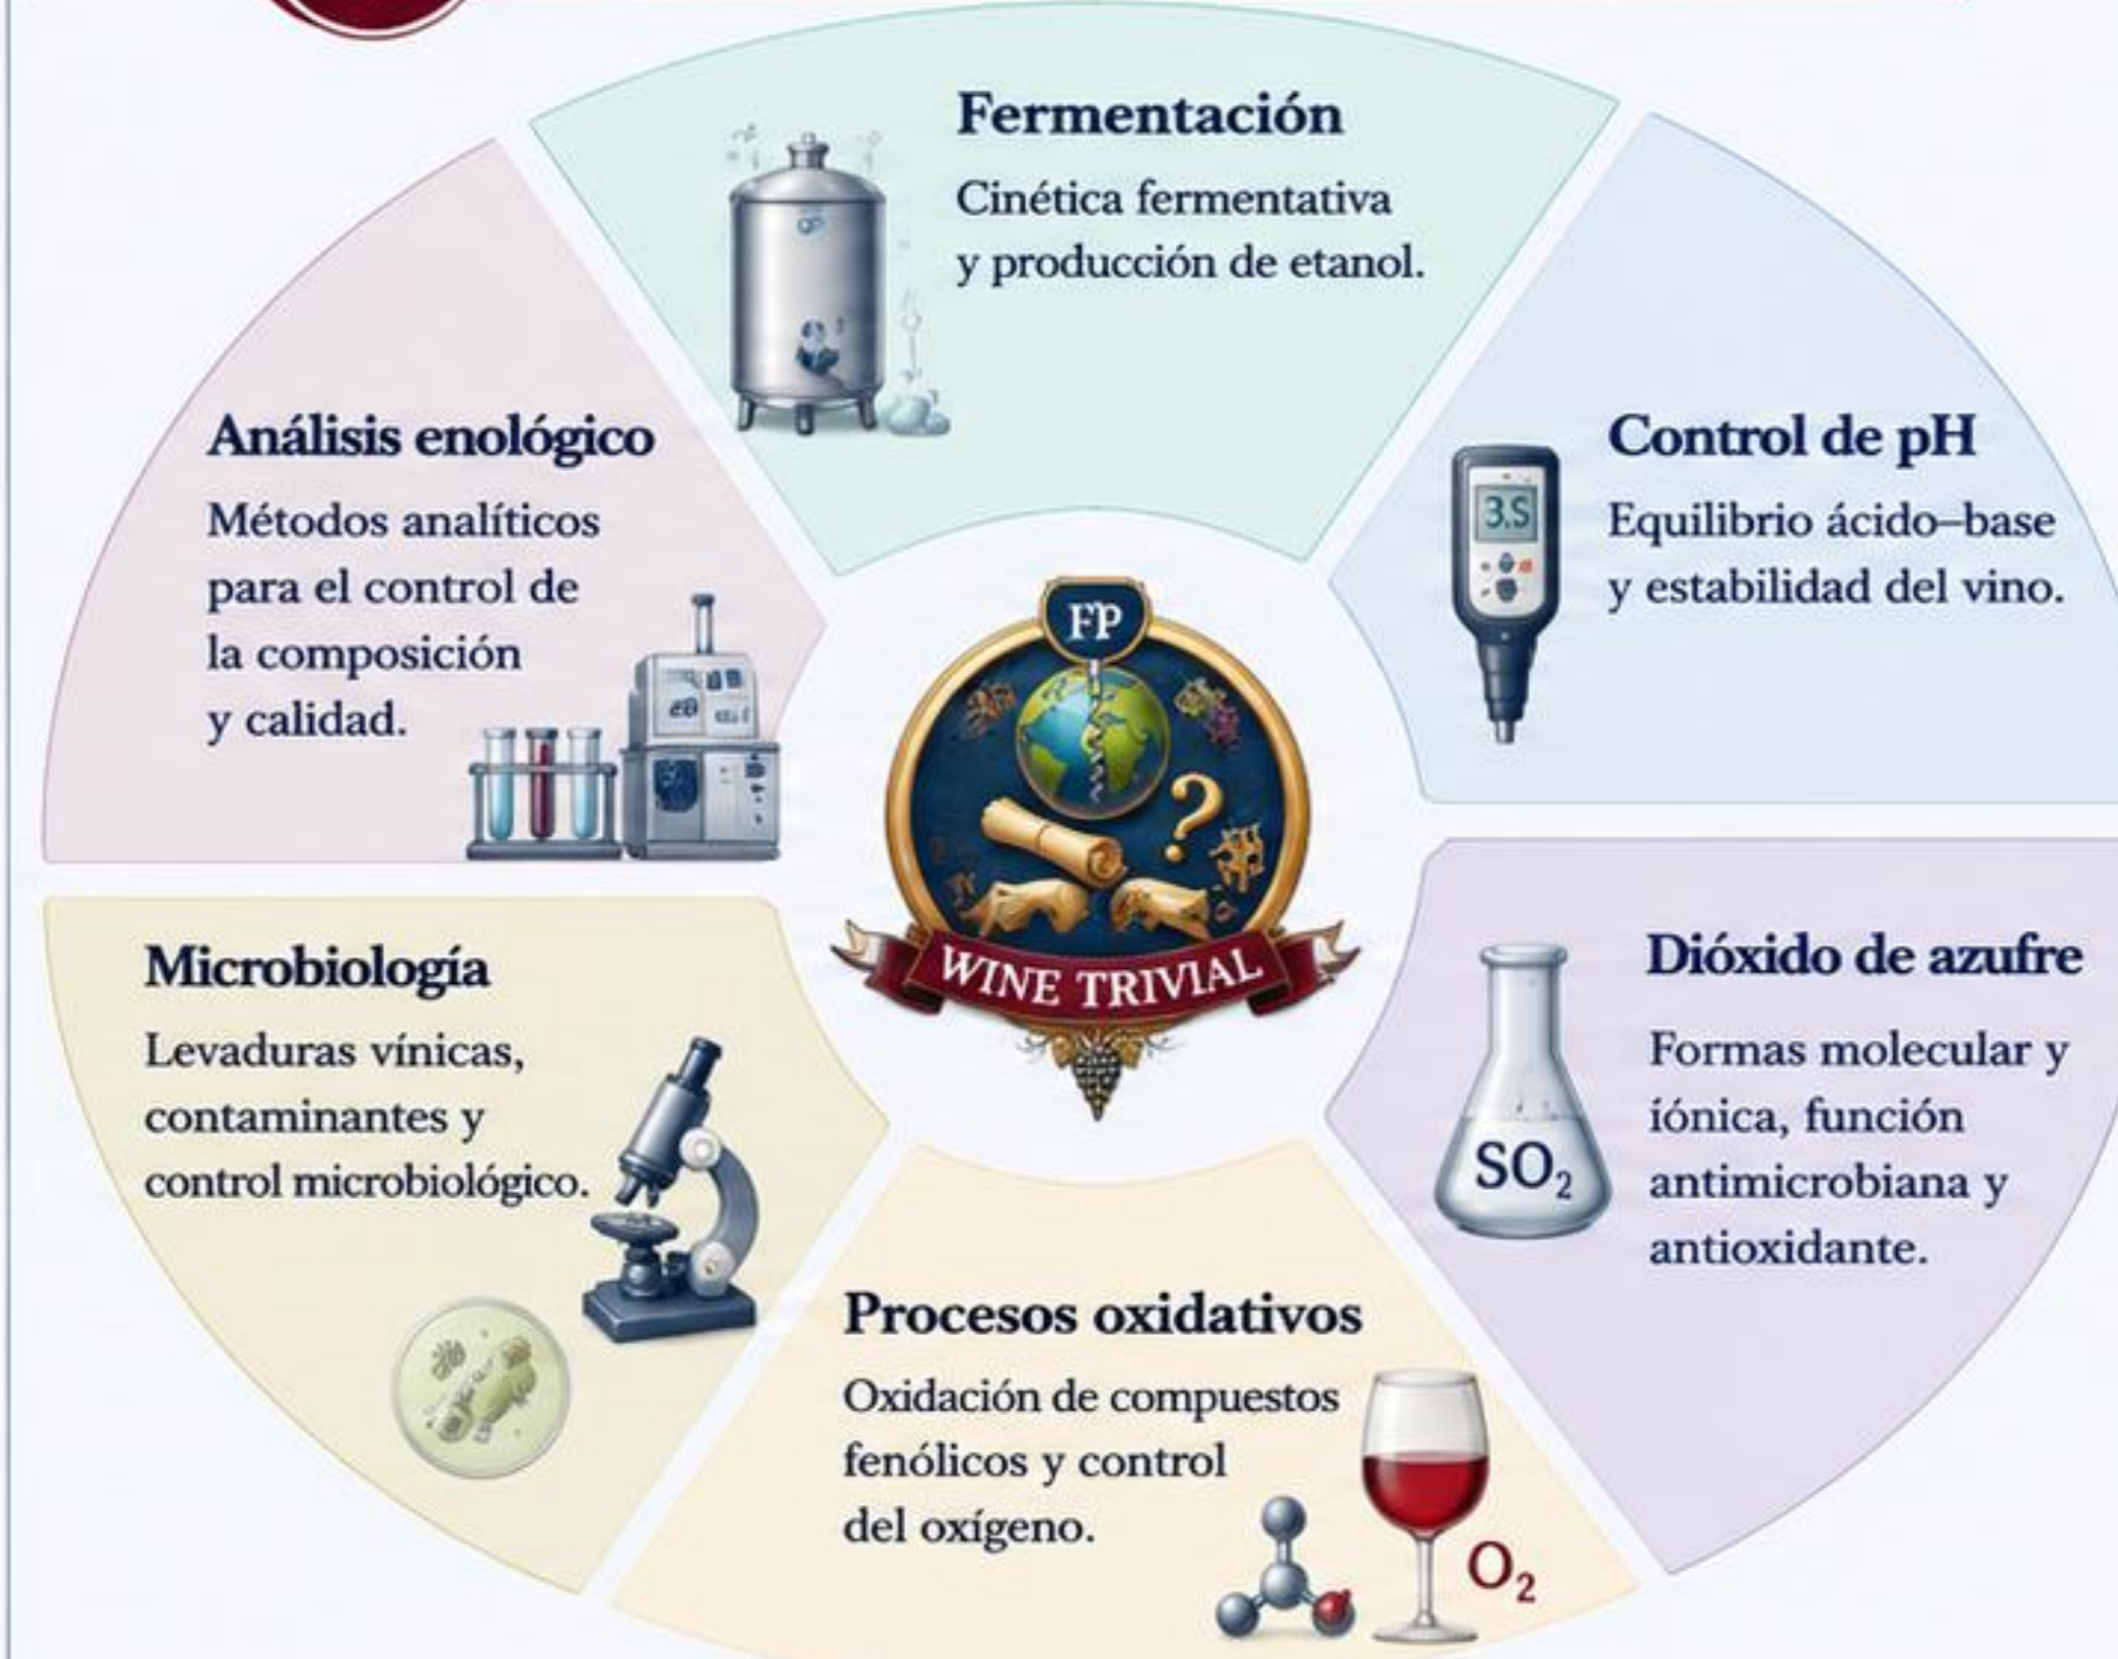 Fermentación
Cinética fermentativa
y producción de etanol.
Análisis enológico
Métodos analíticos
para el control de
la composición
y calidad.
Control de pH
3.S
Equilibrio ácido–base
y estabilidad del vino.
FP
?
WINE TRIVIAL
Microbiología
Levaduras vínicas,
contaminantes y
control microbiológico.
Dióxido de azufre
Formas molecular y
iónica, función
antimicrobiana y
antioxidante.
SO₂
Procesos oxidativos
Oxidación de compuestos
fenólicos y control
del oxígeno.
O₂